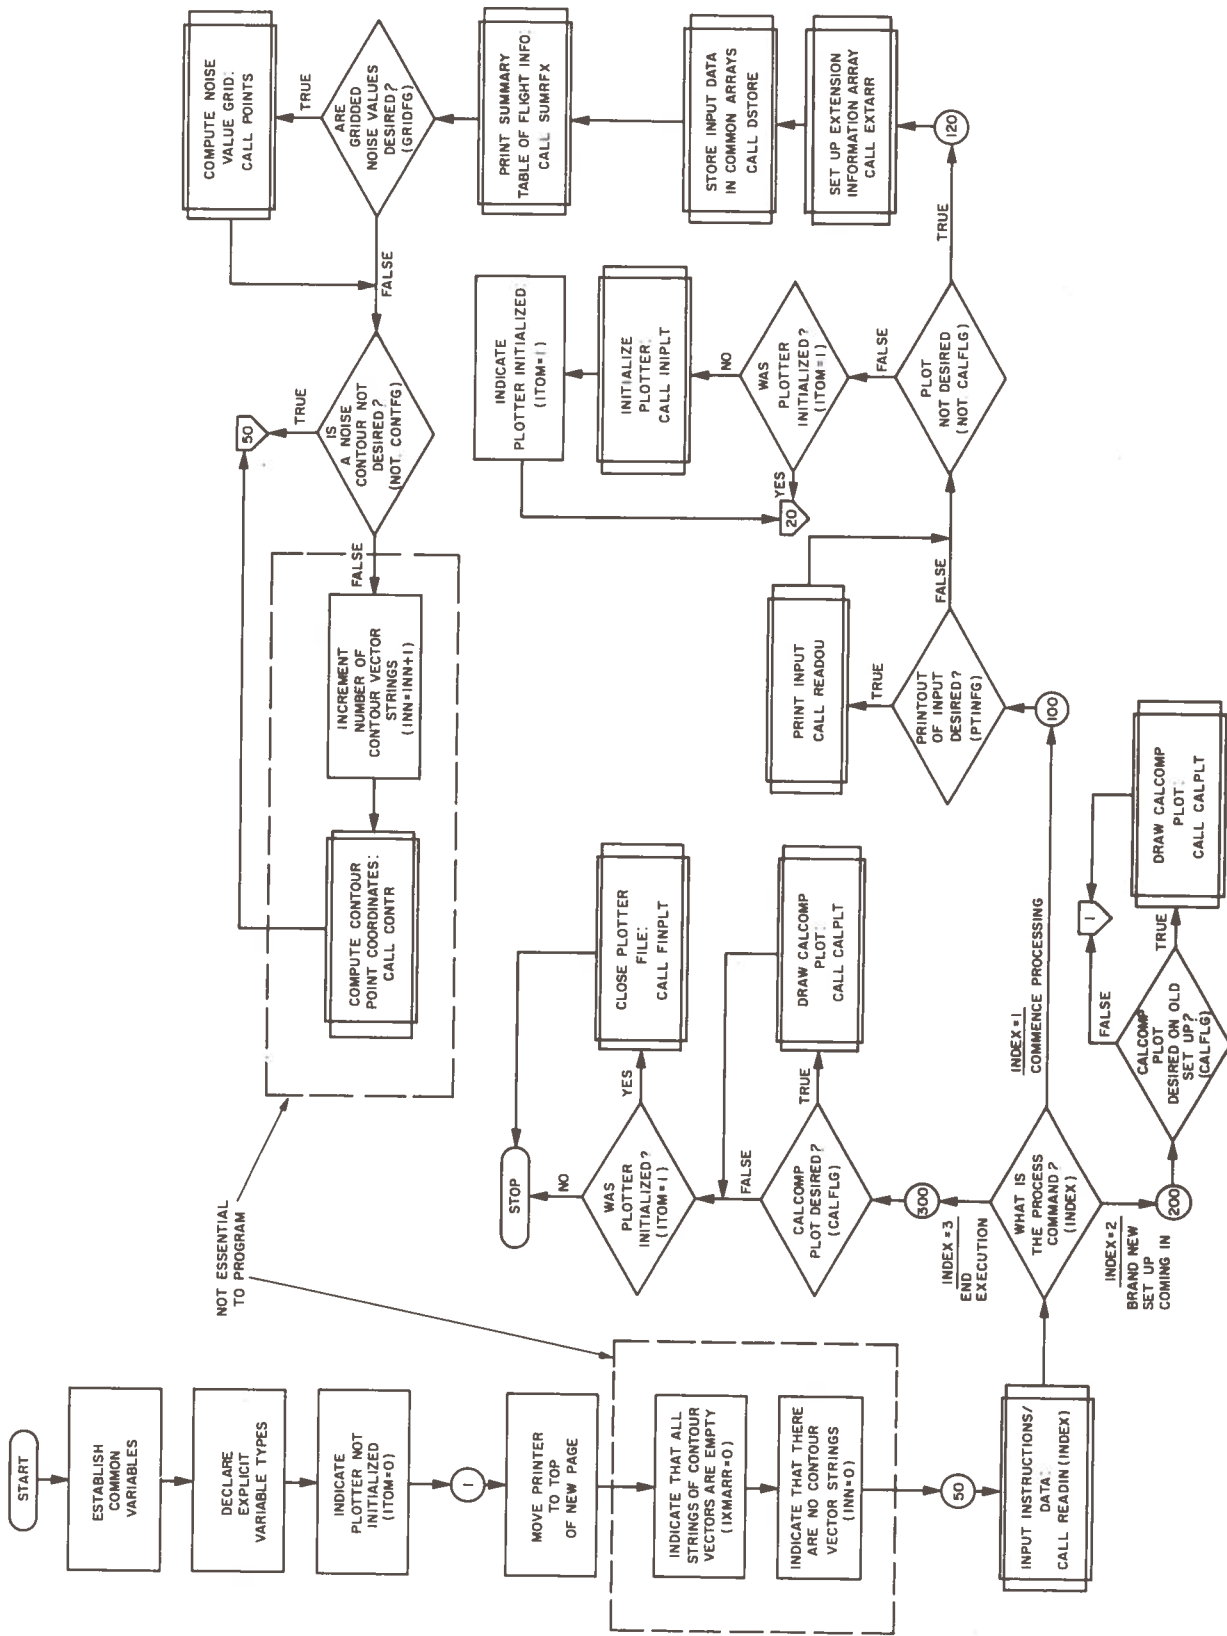 START
ESTABLISH
COMMON
VARIABLES
DECLARE
EXPLICIT
VARIABLE TYPES
INDICATE
PLOTTER NOT
INITIALIZED
(ITOM=0)
1
MOVE PRINTER
TO TOP
OF NEW PAGE
NOT ESSENTIAL
TO PROGRAM
INDICATE THAT ALL
STRINGS OF CONTOUR
VECTORS ARE EMPTY
(IXMARR=0)
INDICATE THAT THERE
ARE NO CONTOUR
VECTOR STRINGS
(INN=0)
50
INPUT INSTRUCTIONS/
DATA:
CALL READIN(INDEX)
WHAT IS
THE PROCESS
COMMAND?
(INDEX)
INDEX=3
END
EXECUTION
300
CALCOMP
PLOT DESIRED?
(CALFLG)
TRUE
DRAW CALCOMP
PLOT:
CALL CALPLT
FALSE
WAS
PLOTTER
INITIALIZED?
(ITOM=1)
YES
CLOSE PLOTTER
FILE:
CALL FINPLT
NO
STOP
INDEX=2
BRAND NEW
SET UP
COMING IN
200
CALCOMP
PLOT
DESIRED ON OLD
SET UP?
(CALFLG)
FALSE
1
TRUE
DRAW CALCOMP
PLOT:
CALL CALPLT
INDEX=1
COMMENCE PROCESSING
100
PRINTOUT
OF INPUT
DESIRED?
(PTINFG)
TRUE
PRINT INPUT
CALL READOU
FALSE
PLOT
NOT DESIRED
(NOT. CALFLG)
FALSE
WAS
PLOTTER
INITIALIZED?
(ITOM=1)
YES
20
NO
INITIALIZE
PLOTTER:
CALL INIPLT
INDICATE
PLOTTER INITIALIZED:
(ITOM=1)
TRUE
120
SET UP EXTENSION
INFORMATION ARRAY
CALL EXTARR
STORE INPUT DATA
IN COMMON ARRAYS
CALL DSTORE
PRINT SUMMARY
TABLE OF FLIGHT INFO:
CALL SUMRFX
ARE
GRIDDED
NOISE VALUES
DESIRED?
(GRIDFG)
TRUE
COMPUTE NOISE
VALUE GRID:
CALL POINTS
FALSE
IS
A NOISE
CONTOUR NOT
DESIRED?
(NOT. CONTFG)
TRUE
50
FALSE
INCREMENT
NUMBER OF
CONTOUR VECTOR
STRINGS
(INN=INN+1)
COMPUTE CONTOUR
POINT COORDINATES:
CALL CONTR